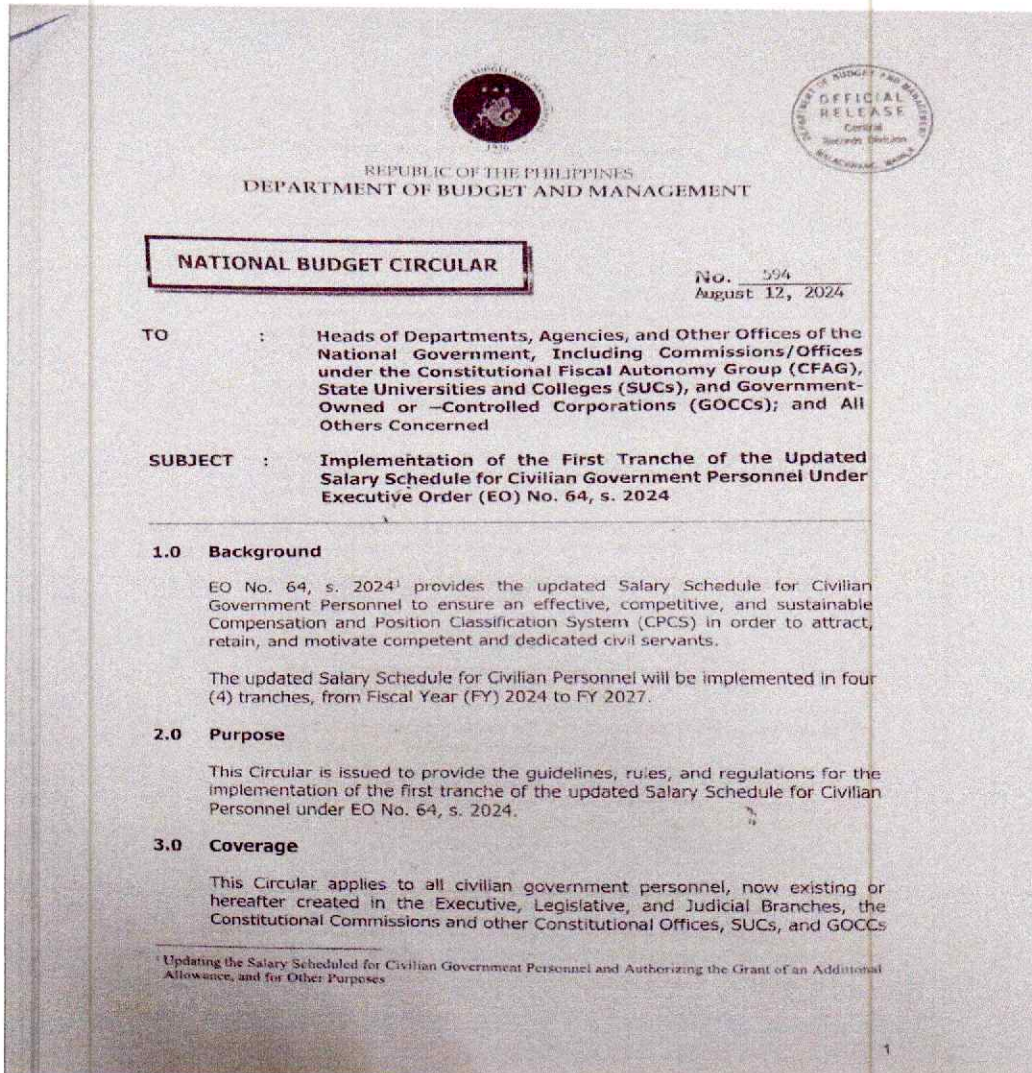 DEPARTMENT OF BUDGET AND MANAGEMENT
OFFICIAL
RELEASE
Central
Records Division
MALACAÑANG, MANILA
1936
REPUBLIC OF THE PHILIPPINES
DEPARTMENT OF BUDGET AND MANAGEMENT
NATIONAL BUDGET CIRCULAR
No. 594
August 12, 2024
TO : Heads of Departments, Agencies, and Other Offices of the
National Government, Including Commissions/Offices
under the Constitutional Fiscal Autonomy Group (CFAG),
State Universities and Colleges (SUCs), and Government-
Owned or –Controlled Corporations (GOCCs); and All
Others Concerned
SUBJECT : Implementation of the First Tranche of the Updated
Salary Schedule for Civilian Government Personnel Under
Executive Order (EO) No. 64, s. 2024
1.0 Background
EO No. 64, s. 2024¹ provides the updated Salary Schedule for Civilian
Government Personnel to ensure an effective, competitive, and sustainable
Compensation and Position Classification System (CPCS) in order to attract,
retain, and motivate competent and dedicated civil servants.
The updated Salary Schedule for Civilian Personnel will be implemented in four
(4) tranches, from Fiscal Year (FY) 2024 to FY 2027.
2.0 Purpose
This Circular is issued to provide the guidelines, rules, and regulations for the
implementation of the first tranche of the updated Salary Schedule for Civilian
Personnel under EO No. 64, s. 2024.
3.0 Coverage
This Circular applies to all civilian government personnel, now existing or
hereafter created in the Executive, Legislative, and Judicial Branches, the
Constitutional Commissions and other Constitutional Offices, SUCs, and GOCCs
¹ Updating the Salary Scheduled for Civilian Government Personnel and Authorizing the Grant of an Additional
Allowance, and for Other Purposes
1